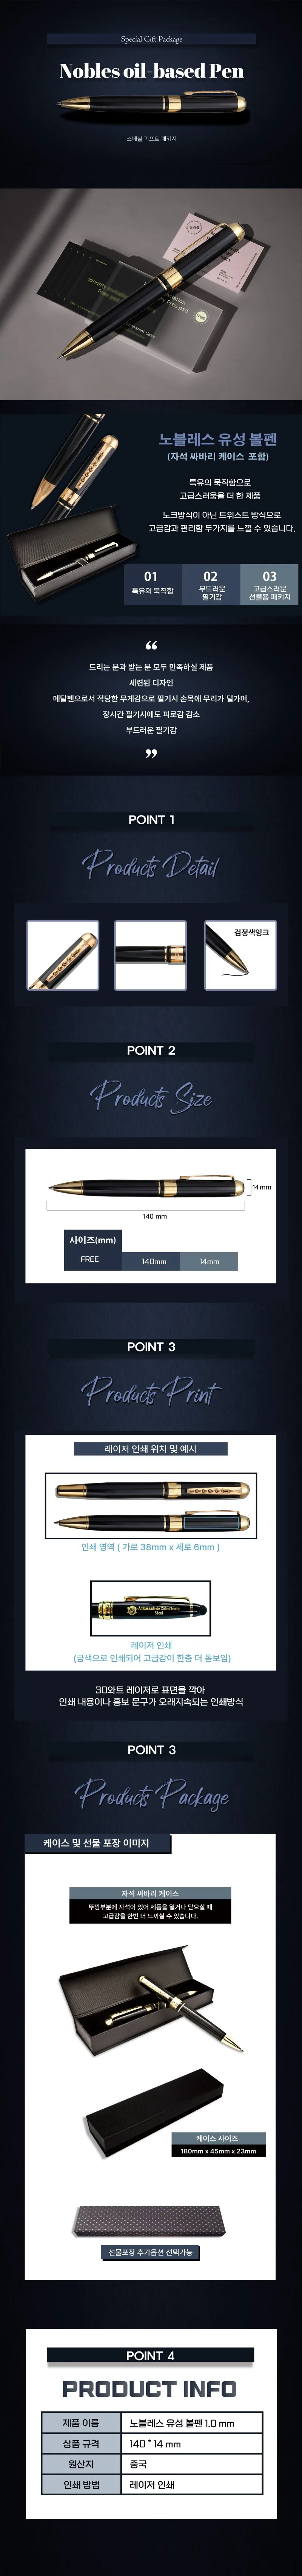 Special Gift Package
Nobles oil-based Pen
스페셜 기프트 패키지
노블레스 유성 볼펜
(자석 싸바리 케이스 포함)
특유의 묵직함으로
고급스러움을 더 한 제품
노크방식이 아닌 트위스트 방식으로
고급감과 편리함 두가지를 느낄 수 있습니다.
01
특유의 묵직함
02
부드러운
필기감
03
고급스러운
선물용 패키지
“
드리는 분과 받는 분 모두 만족하실 제품
세련된 디자인
메탈펜으로서 적당한 무게감으로 필기시 손목에 무리가 덜가며,
장시간 필기시에도 피로감 감소
부드러운 필기감
”
POINT 1
Products Detail
검정색잉크
POINT 2
Products Size
14mm
140 mm
사이즈(mm)
FREE 140mm 14mm
POINT 3
Products Print
레이저 인쇄 위치 및 예시
인쇄 영역 ( 가로 38mm x 세로 6mm )
Ambassade de Côte d'Ivoire
Séoul
레이저 인쇄
(금색으로 인쇄되어 고급감이 한층 더 돋보임)
30와트 레이저로 표면을 깍아
인쇄 내용이나 홍보 문구가 오래지속되는 인쇄방식
POINT 3
Products Package
케이스 및 선물 포장 이미지
자석 싸바리 케이스
뚜껑부분에 자석이 있어 제품을 열거나 닫으실 때
고급감을 한번 더 느끼실 수 있습니다.
케이스 사이즈
180mm x 45mm x 23mm
선물포장 추가옵션 선택가능
POINT 4
PRODUCT INFO
제품 이름 노블레스 유성 볼펜 1.0 mm
상품 규격 140 * 14 mm
원산지 중국
인쇄 방법 레이저 인쇄